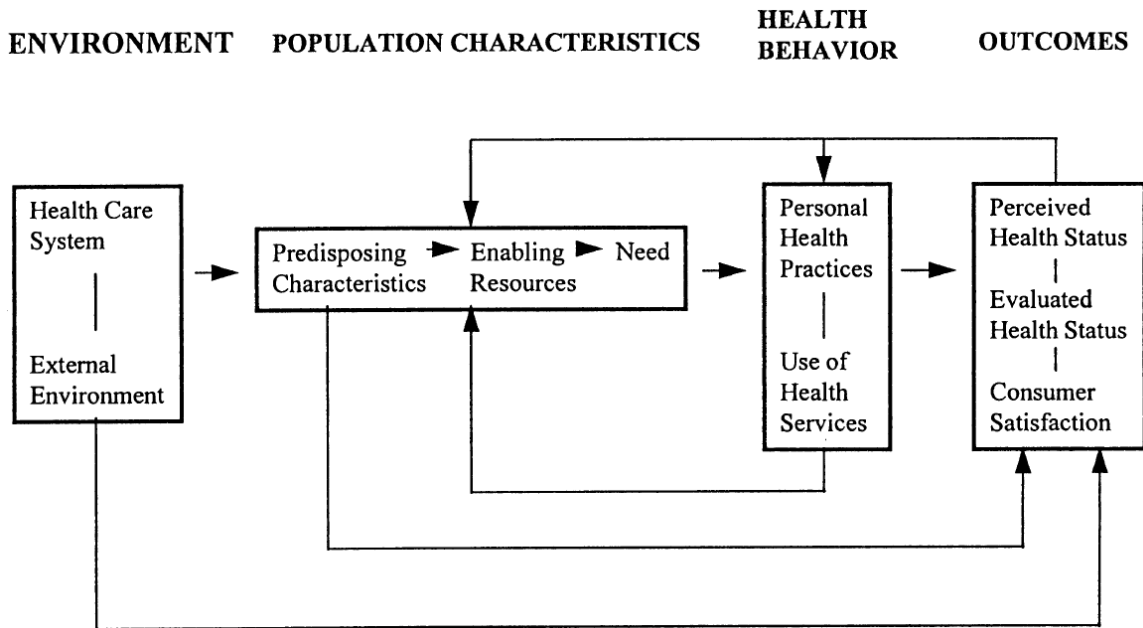 ENVIRONMENT
POPULATION CHARACTERISTICS
HEALTH
BEHAVIOR
OUTCOMES
Health Care
System
External
Environment
Predisposing
Characteristics
Enabling
Resources
Need
Personal
Health
Practices
Use of
Health
Services
Perceived
Health Status
Evaluated
Health Status
Consumer
Satisfaction